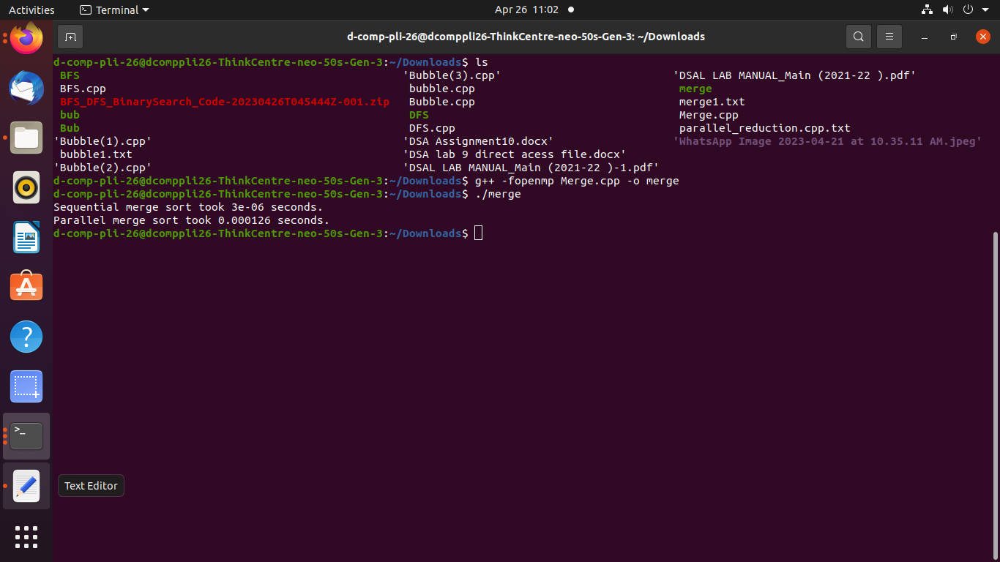 Activities Terminal Apr 26 11:02
d-comp-pli-26@dcomppli26-ThinkCentre-neo-50s-Gen-3: ~/Downloads
d-comp-pli-26@dcomppli26-ThinkCentre-neo-50s-Gen-3:~/Downloads$ ls
BFS 'Bubble(3).cpp' 'DSAL LAB MANUAL_Main (2021-22 ).pdf'
BFS.cpp bubble.cpp merge
BFS_DFS_BinarySearch_Code-20230426T045444Z-001.zip Bubble.cpp merge1.txt
bub DFS Merge.cpp
Bub DFS.cpp parallel_reduction.cpp.txt
'Bubble(1).cpp' 'DSA Assignment10.docx' 'WhatsApp Image 2023-04-21 at 10.35.11 AM.jpeg'
bubble1.txt 'DSA lab 9 direct acess file.docx'
'Bubble(2).cpp' 'DSAL LAB MANUAL_Main (2021-22 )-1.pdf'
d-comp-pli-26@dcomppli26-ThinkCentre-neo-50s-Gen-3:~/Downloads$ g++ -fopenmp Merge.cpp -o merge
d-comp-pli-26@dcomppli26-ThinkCentre-neo-50s-Gen-3:~/Downloads$ ./merge
Sequential merge sort took 3e-06 seconds.
Parallel merge sort took 0.000126 seconds.
d-comp-pli-26@dcomppli26-ThinkCentre-neo-50s-Gen-3:~/Downloads$
Text Editor